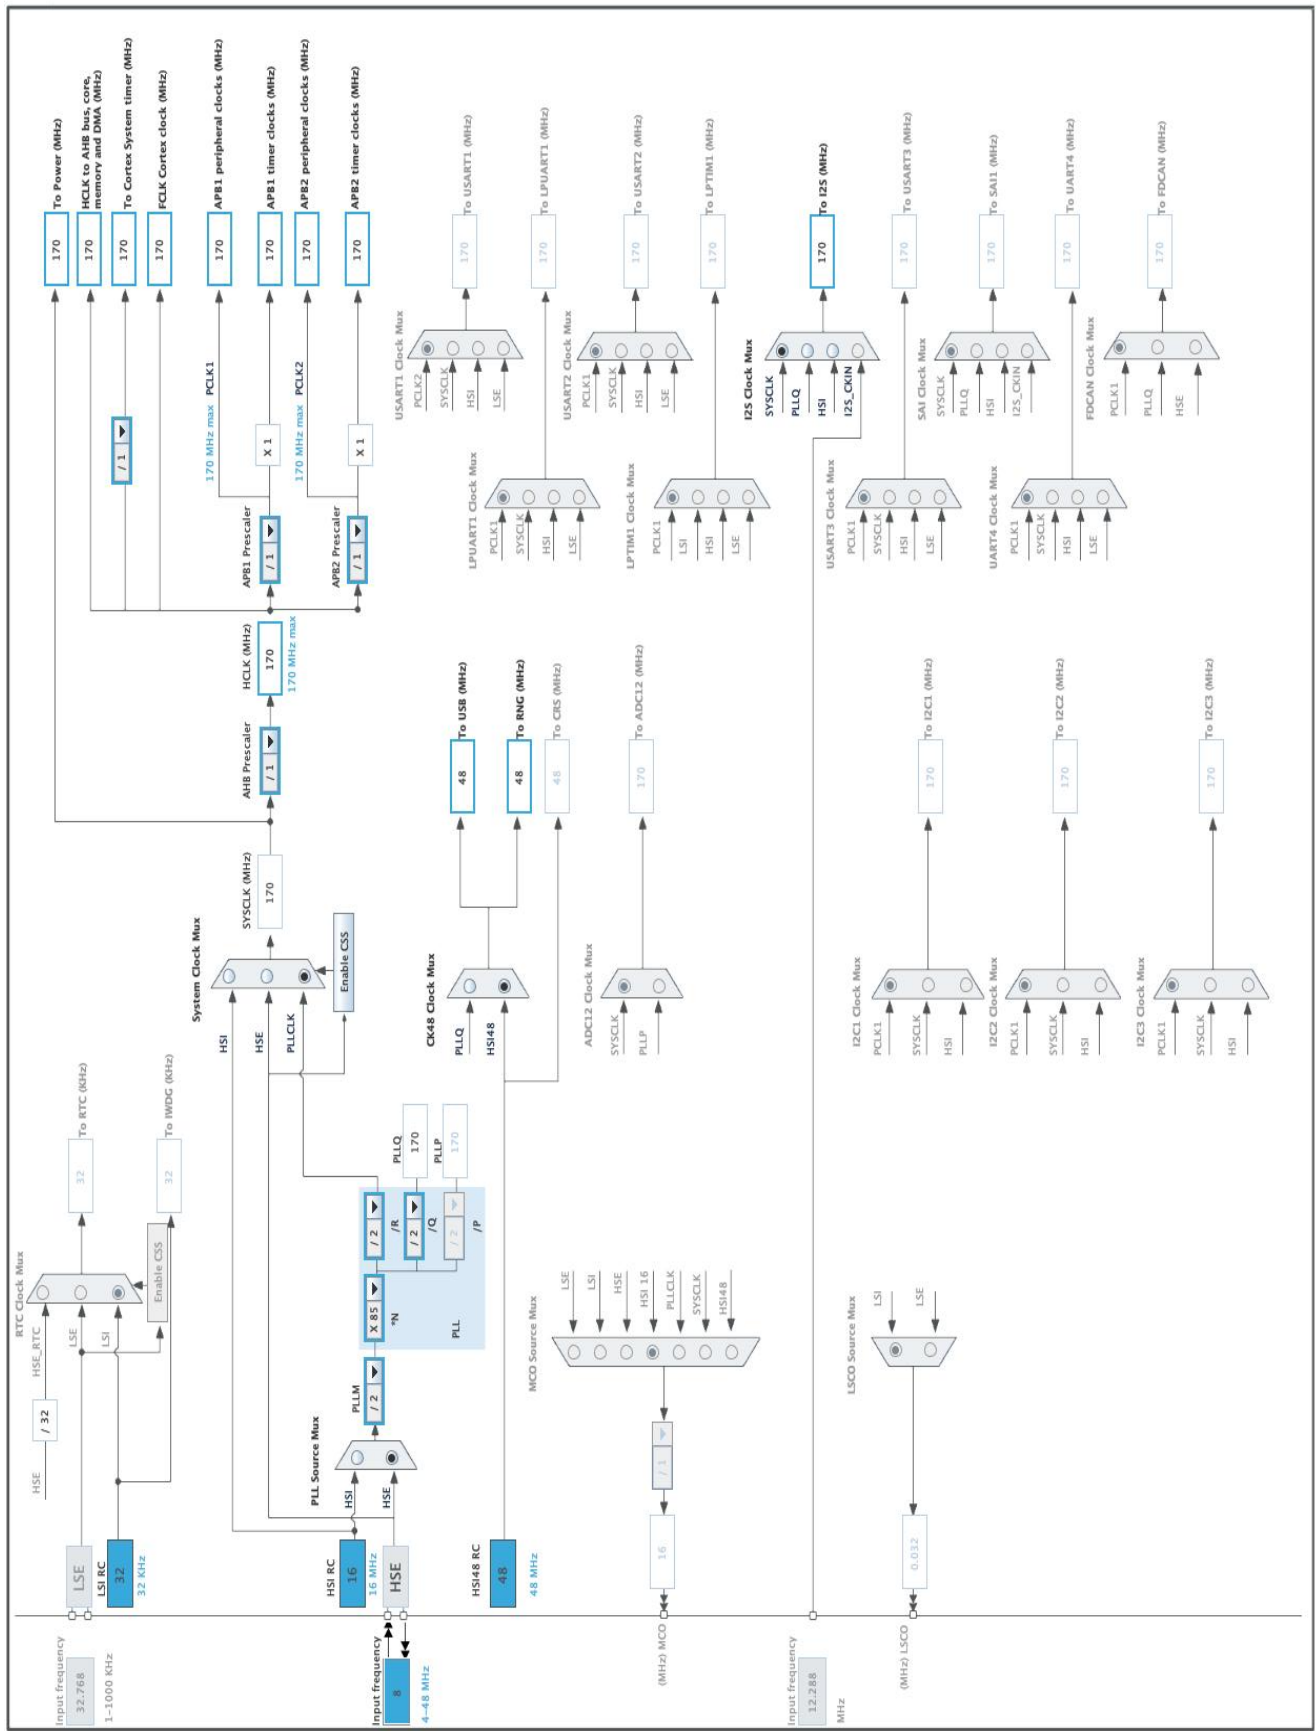 Input frequency
32.768
1-1000 KHz
LSE
LSI RC
32
32 KHz
HSE
/ 32
HSE_RTC
LSE
LSI
RTC Clock Mux
Enable CSS
32
To RTC (KHz)
32
To IWDG (KHz)
Input frequency
8
4-48 MHz
HSI RC
16
16 MHz
HSE
PLL Source Mux
HSI
HSE
PLLM
/ 2
X 85
*N
PLL
/ 2
/R
/ 2
/Q
/ 2
/P
PLLQ
170
PLLP
170
System Clock Mux
HSI
HSE
PLLCLK
Enable CSS
SYSCLK (MHz)
170
AHB Prescaler
/ 1
HCLK (MHz)
170
170 MHz max
APB1 Prescaler
/ 1
APB2 Prescaler
/ 1
/ 1
170 MHz max
PCLK1
X 1
170 MHz max
PCLK2
X 1
170
To Power (MHz)
170
HCLK to AHB bus, core,
memory and DMA (MHz)
170
To Cortex System timer (MHz)
170
FCLK Cortex clock (MHz)
170
APB1 peripheral clocks (MHz)
170
APB1 timer clocks (MHz)
170
APB2 peripheral clocks (MHz)
170
APB2 timer clocks (MHz)
HSI48 RC
48
48 MHz
CK48 Clock Mux
PLLQ
HSI48
48
To USB (MHz)
48
To RNG (MHz)
48
To CRS (MHz)
ADC12 Clock Mux
SYSCLK
PLLP
170
To ADC12 (MHz)
USART1 Clock Mux
PCLK2
SYSCLK
HSI
LSE
170
To USART1 (MHz)
LPUART1 Clock Mux
PCLK1
SYSCLK
HSI
LSE
170
To LPUART1 (MHz)
USART2 Clock Mux
PCLK1
SYSCLK
HSI
LSE
170
To USART2 (MHz)
LPTIM1 Clock Mux
PCLK1
LSI
HSI
LSE
170
To LPTIM1 (MHz)
I2S Clock Mux
SYSCLK
PLLQ
HSI
I2S_CKIN
170
To I2S (MHz)
USART3 Clock Mux
PCLK1
SYSCLK
HSI
LSE
170
To USART3 (MHz)
SAI Clock Mux
SYSCLK
PLLQ
HSI
I2S_CKIN
170
To SAI1 (MHz)
UART4 Clock Mux
PCLK1
SYSCLK
HSI
LSE
170
To UART4 (MHz)
FDCAN Clock Mux
PCLK1
PLLQ
HSE
170
To FDCAN (MHz)
MCO Source Mux
LSE
LSI
HSE
HSI 16
PLLCLK
SYSCLK
HSI48
/ 1
16
(MHz) MCO
Input frequency
12.288
MHz
LSCO Source Mux
LSI
LSE
0.032
(MHz) LSCO
I2C1 Clock Mux
PCLK1
SYSCLK
HSI
170
To I2C1 (MHz)
I2C2 Clock Mux
PCLK1
SYSCLK
HSI
170
To I2C2 (MHz)
I2C3 Clock Mux
PCLK1
SYSCLK
HSI
170
To I2C3 (MHz)